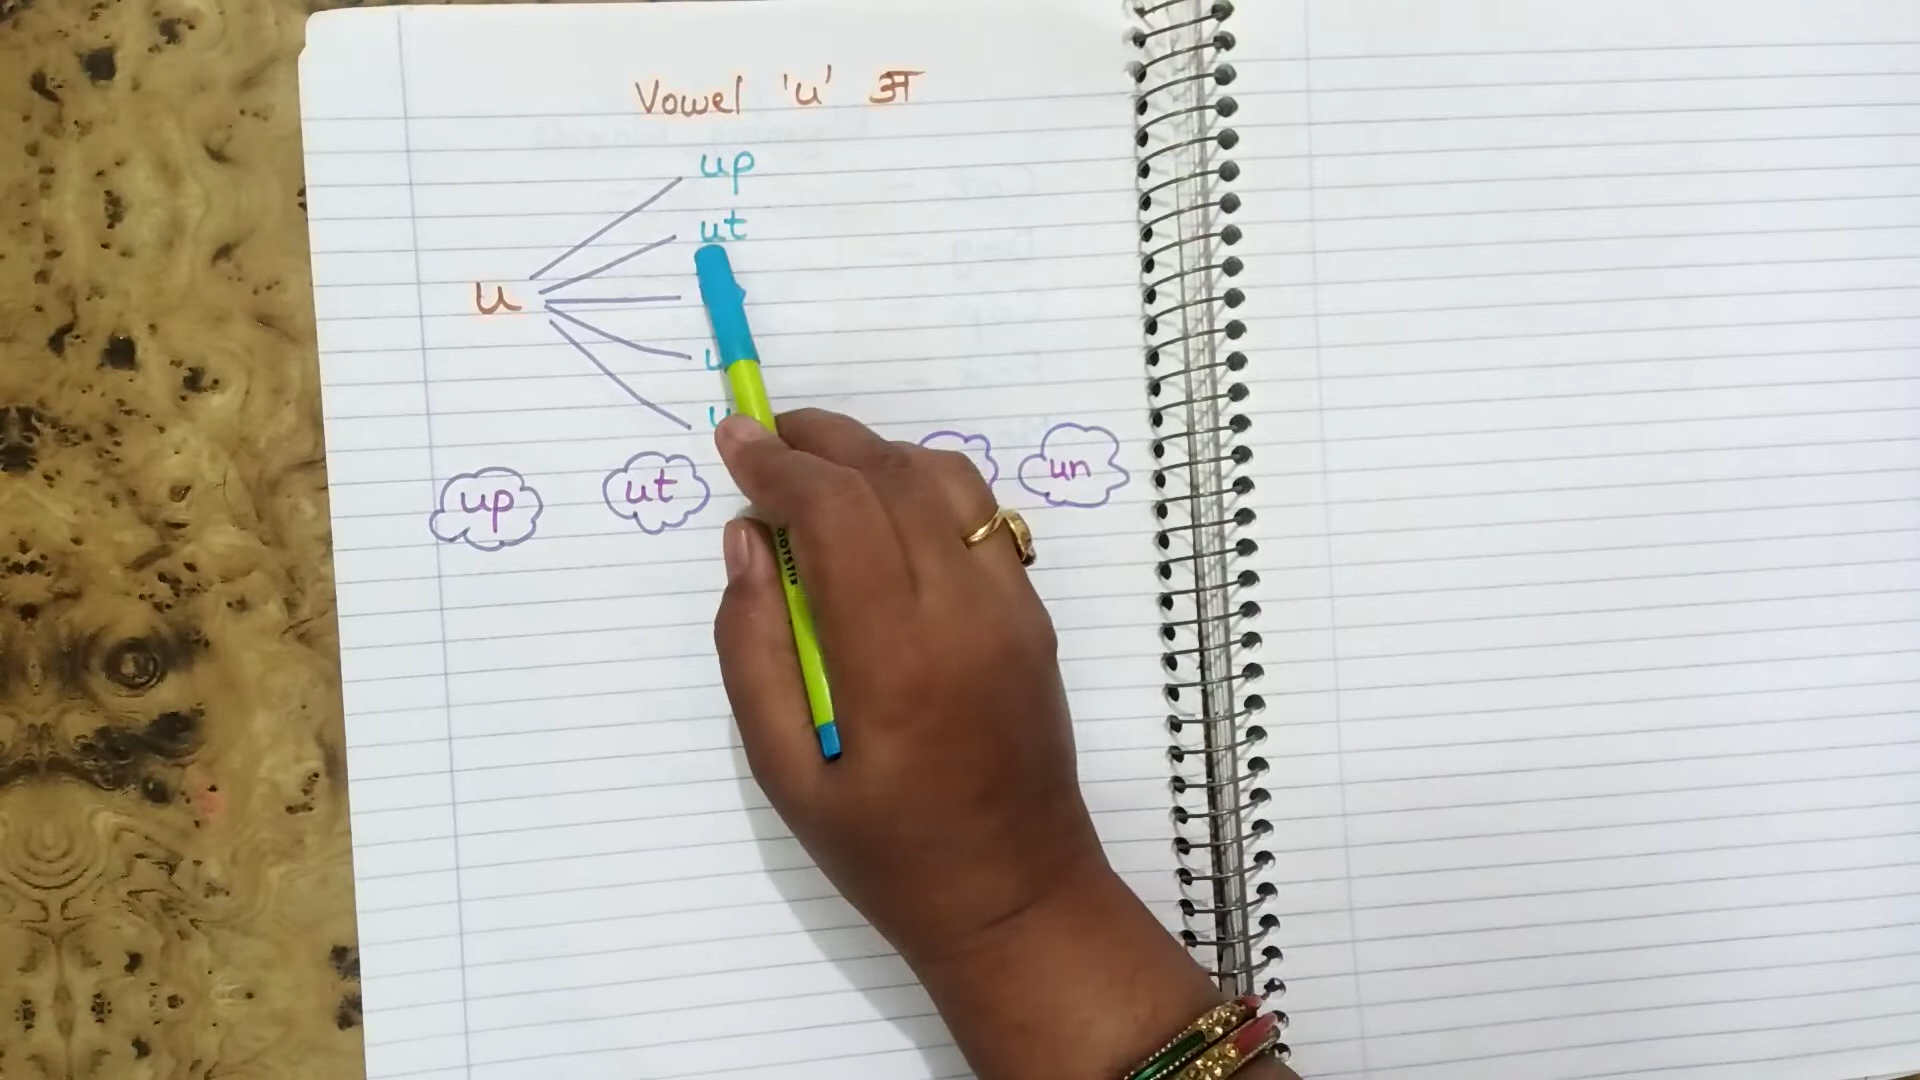 Vowel 'u' अ
up
ut
u
up ut un